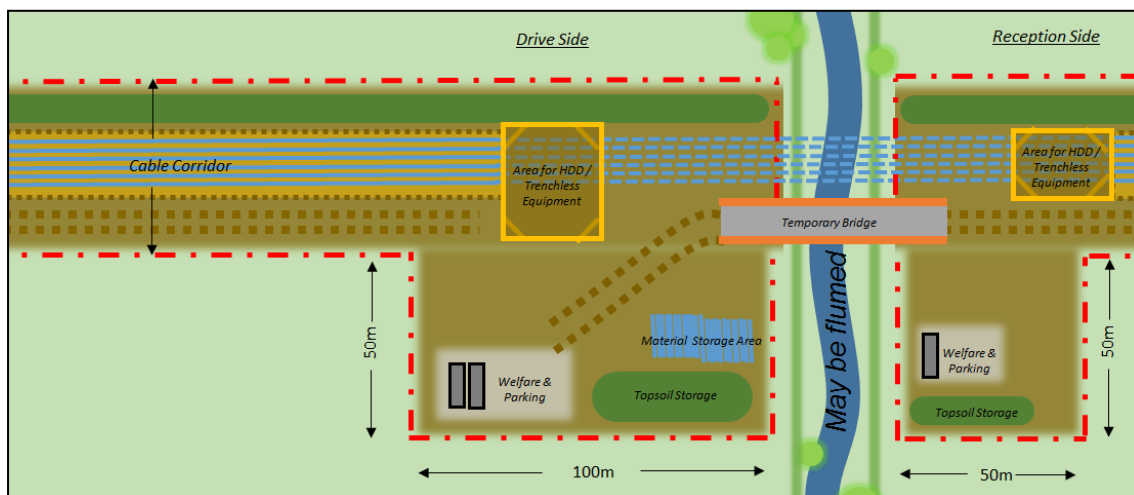 Drive Side
Reception Side
Cable Corridor
Area for HDD /
Trenchless
Equipment
Area for HDD /
Trenchless
Equipment
Temporary Bridge
50m
Material Storage Area
May be flumed
50m
Welfare &
Parking
Welfare &
Parking
Topsoil Storage
Topsoil Storage
100m
50m